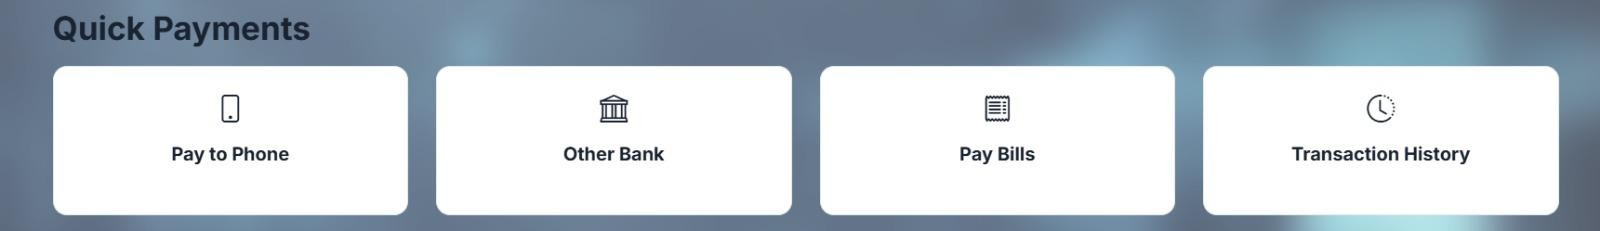 Quick Payments
Pay to Phone
Other Bank
Pay Bills
Transaction History